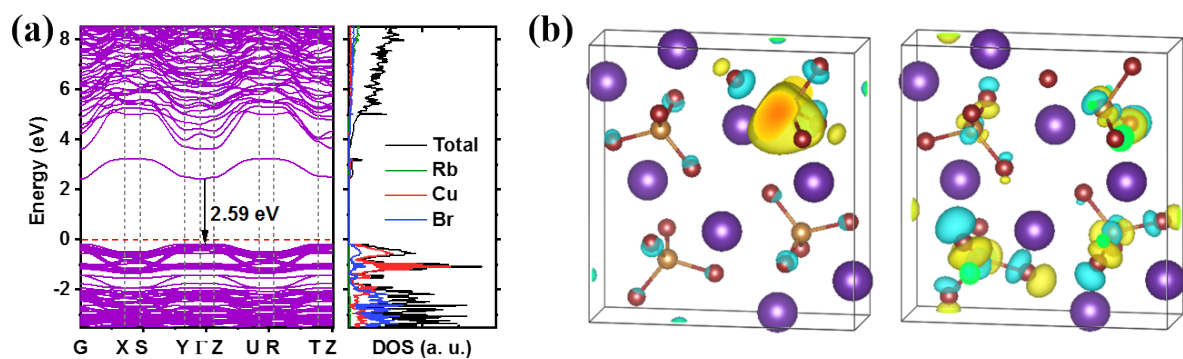 (a)
(b)
8
6
4
2
0
-2
Energy (eV)
2.59 eV
Total
Rb
Cu
Br
G X S Y Γ Z U R T Z
DOS (a. u.)